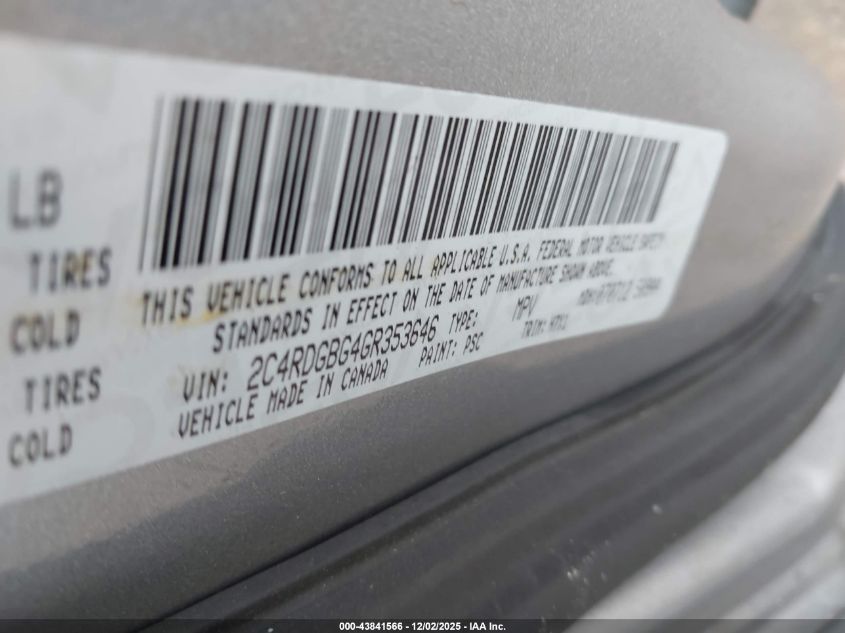 LB
TIRES
COLD
TIRES
COLD
THIS VEHICLE CONFORMS TO ALL APPLICABLE U.S.A. FEDERAL MOTOR VEHICLE SAFETY
STANDARDS IN EFFECT ON THE DATE OF MANUFACTURE SHOWN ABOVE.
VIN: 2C4RDGBG4GR353646 TYPE: MPV
VEHICLE MADE IN CANADA PAINT: PSC TRIM:
000-43841566 - 12/02/2025 - IAA Inc.